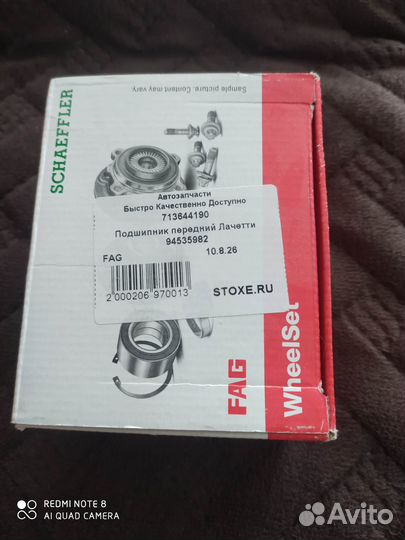 Sample picture. Content may vary.
SCHAEFFLER
Автозапчасти
Быстро Качественно Доступно
713644190
Подшипник передний Лачетти
94535982
FAG
10.8.26
2 000206 970013
STOXE.RU
FAG
WheelSet
REDMI NOTE 8
AI QUAD CAMERA
Avito